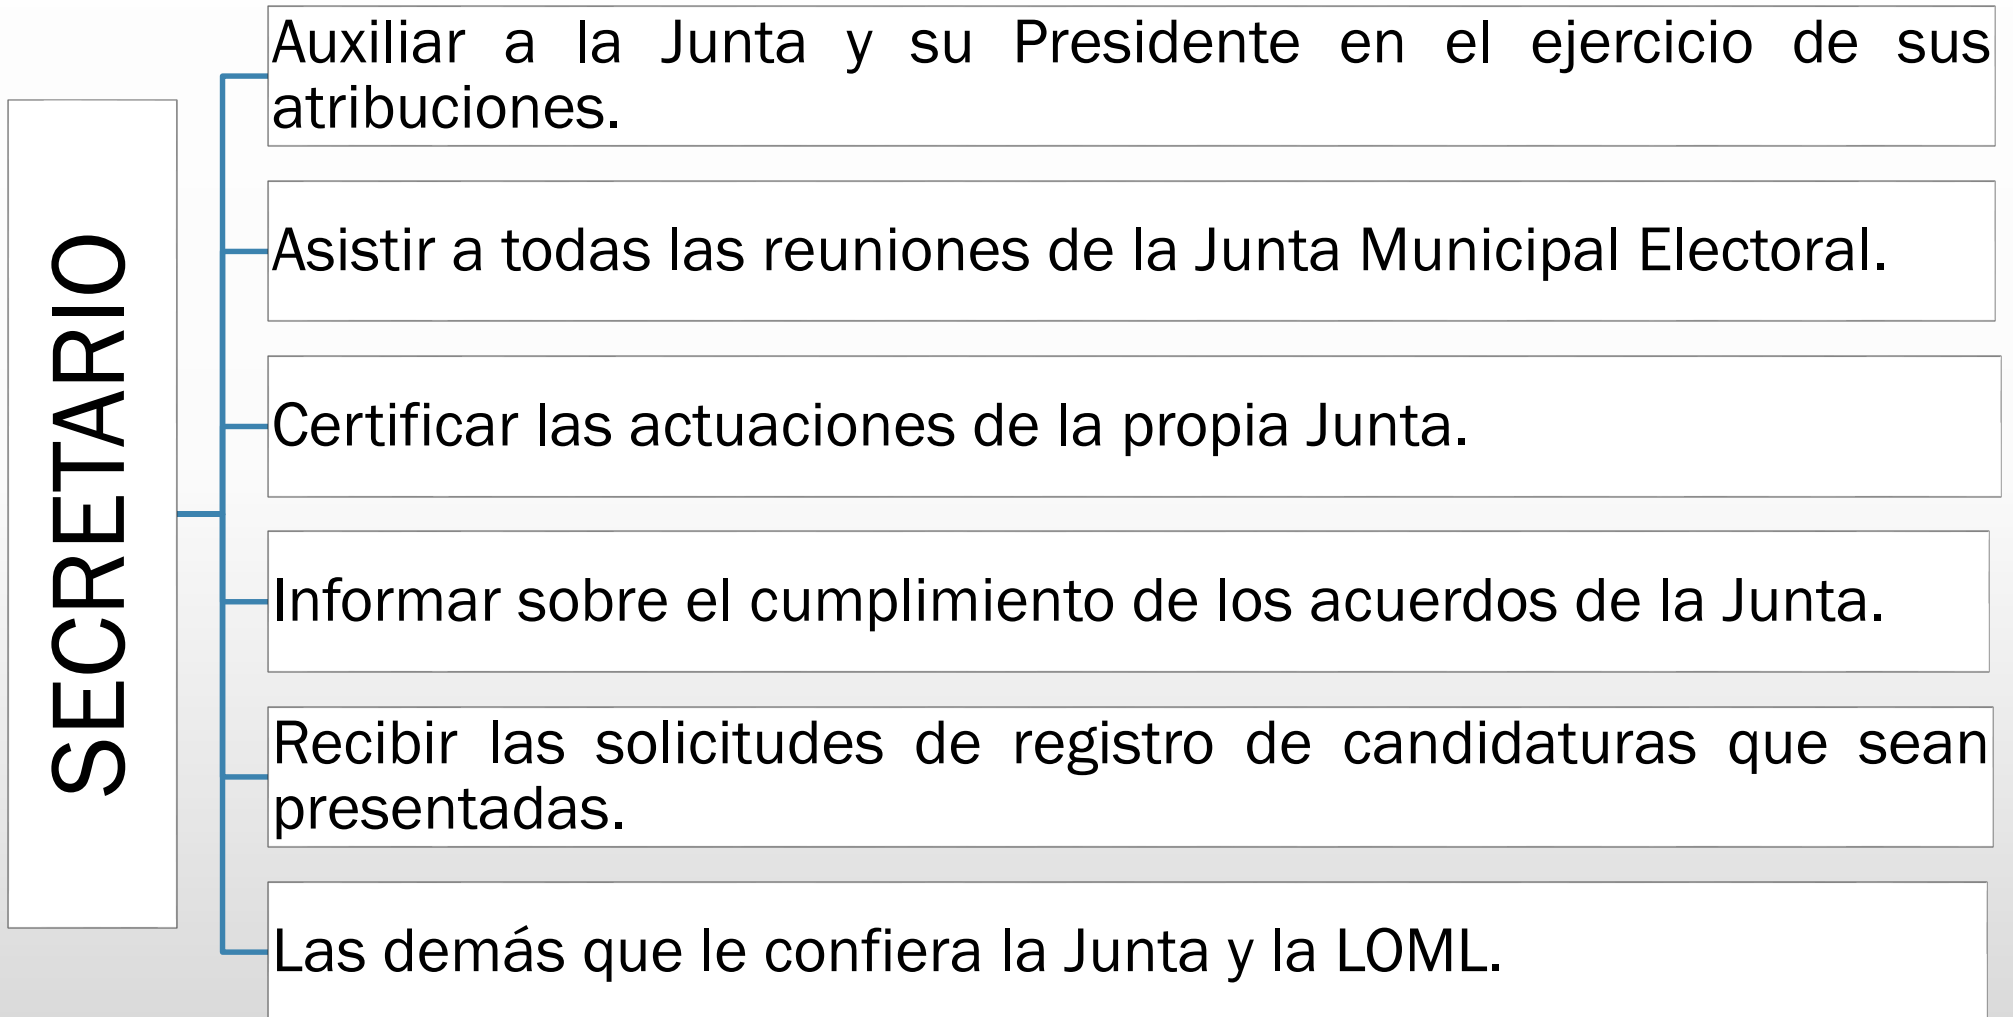 SECRETARIO
Auxiliar a la Junta y su Presidente en el ejercicio de sus
atribuciones.
Asistir a todas las reuniones de la Junta Municipal Electoral.
Certificar las actuaciones de la propia Junta.
Informar sobre el cumplimiento de los acuerdos de la Junta.
Recibir las solicitudes de registro de candidaturas que sean
presentadas.
Las demás que le confiera la Junta y la LOML.